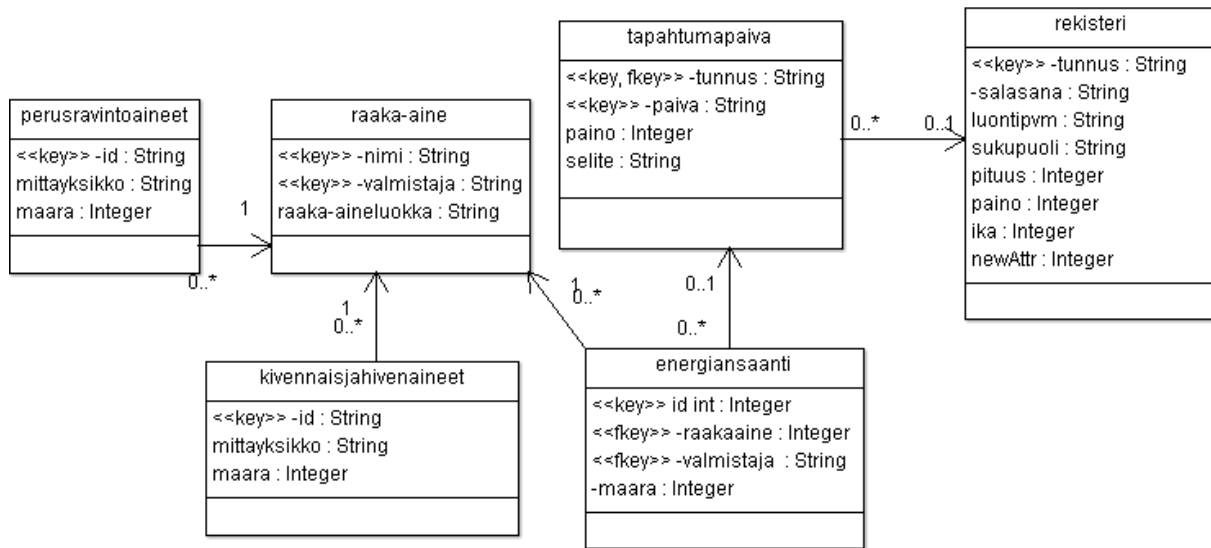 perusravintoaineet
<<key>> -id : String
mittayksikko : String
maara : Integer
1
0..*
raaka-aine
<<key>> -nimi : String
<<key>> -valmistaja : String
raaka-aineluokka : String
tapahtumapaiva
<<key, fkey>> -tunnus : String
<<key>> -paiva : String
paino : Integer
selite : String
0..*
0..1
rekisteri
<<key>> -tunnus : String
-salasana : String
luontipvm : String
sukupuoli : String
pituus : Integer
paino : Integer
ika : Integer
newAttr : Integer
1
0..*
1
0..*
0..1
0..*
kivennaisjahivenaineet
<<key>> -id : String
mittayksikko : String
maara : Integer
energiansaanti
<<key>> id int : Integer
<<fkey>> -raakaaine : Integer
<<fkey>> -valmistaja : String
-maara : Integer